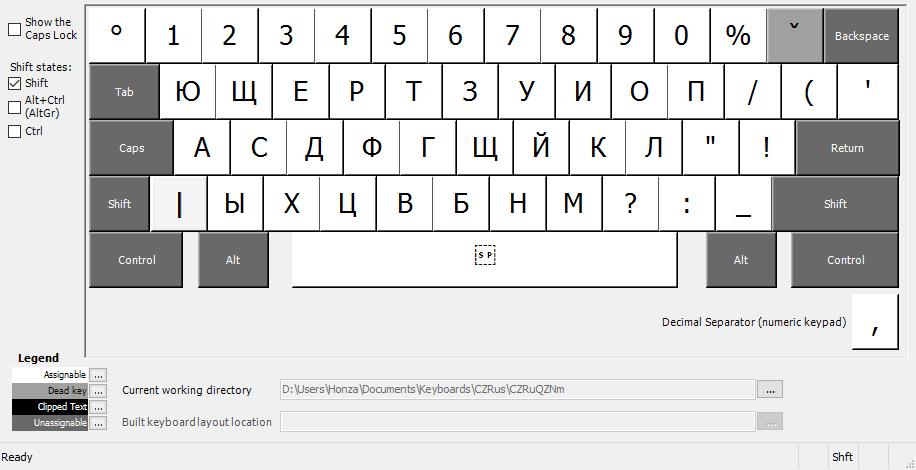 Show the
Caps Lock
° 1 2 3 4 5 6 7 8 9 0 % ˇ Backspace
Shift states:
Shift
Alt+Ctrl
(AltGr)
Ctrl
Tab Ю Щ Е Р Т З У И О П / ( '
Caps А С Д Ф Г Щ Й К Л " ! Return
Shift | Ы Х Ц В Б Н М ? : _ Shift
Control Alt SP Alt Control
Decimal Separator (numeric keypad) ,
Legend
Assignable ...
Dead key ...
Clipped Text ...
Unassignable ...
Current working directory D:\Users\Honza\Documents\Keyboards\CZRus\CZRuQZNm ...
Built keyboard layout location ...
Ready Shft